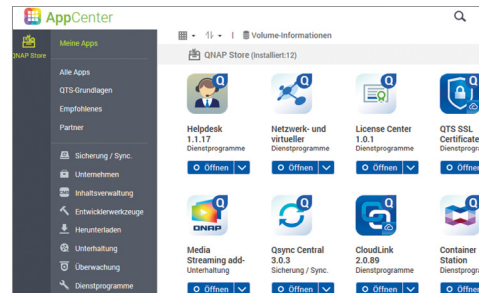 AppCenter
QNAP Store
Meine Apps
Alle Apps
QTS-Grundlagen
Empfohlenes
Partner
Sicherung / Sync.
Unternehmen
Inhaltsverwaltung
Entwicklerwerkzeuge
Herunterladen
Unterhaltung
Überwachung
Dienstprogramme
Volume-Informationen
QNAP Store (Installiert:12)
Helpdesk
1.1.17
Dienstprogramme
Öffnen
Netzwerk- und
virtueller
Dienstprogramme
Öffnen
License Center
1.0.1
Dienstprogramme
Öffnen
QTS SSL
Certificate
Dienstprogra
Öffnen
QNAP
Media
Streaming add-
Unterhaltung
Öffnen
Qsync Central
3.0.3
Sicherung / Sync.
Öffnen
CloudLink
2.0.89
Dienstprogramme
Öffnen
Container
Station
Dienstprogra
Öffnen